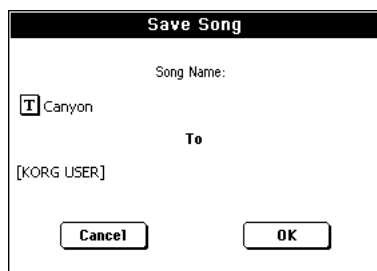 Save Song
Song Name:
T Canyon
To
[KORG USER]
Cancel OK